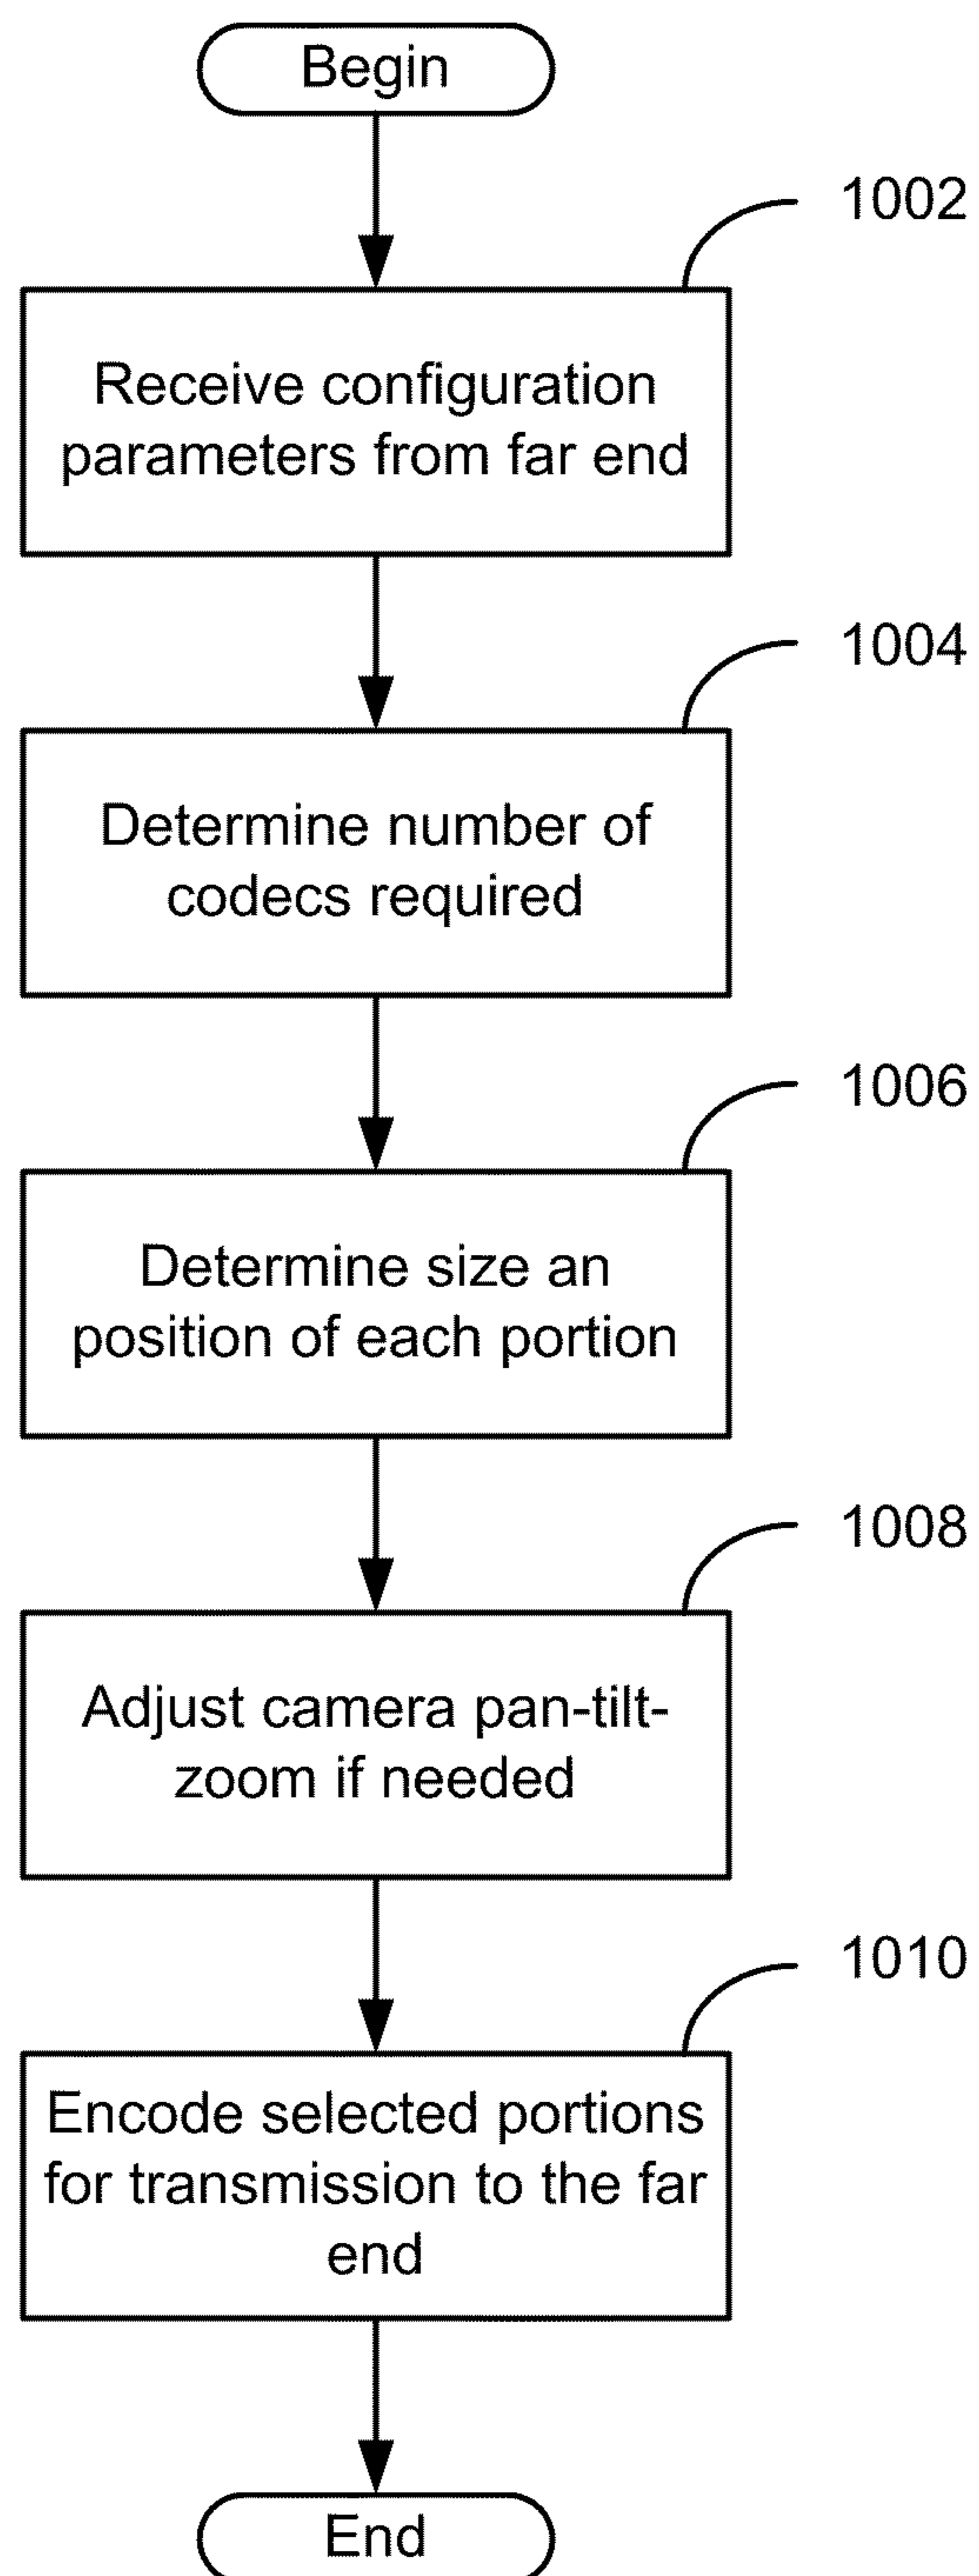 Begin
1002
Receive configuration
parameters from far end
1004
Determine number of
codecs required
1006
Determine size an
position of each portion
1008
Adjust camera pan-tilt-
zoom if needed
1010
Encode selected portions
for transmission to the far
end
End